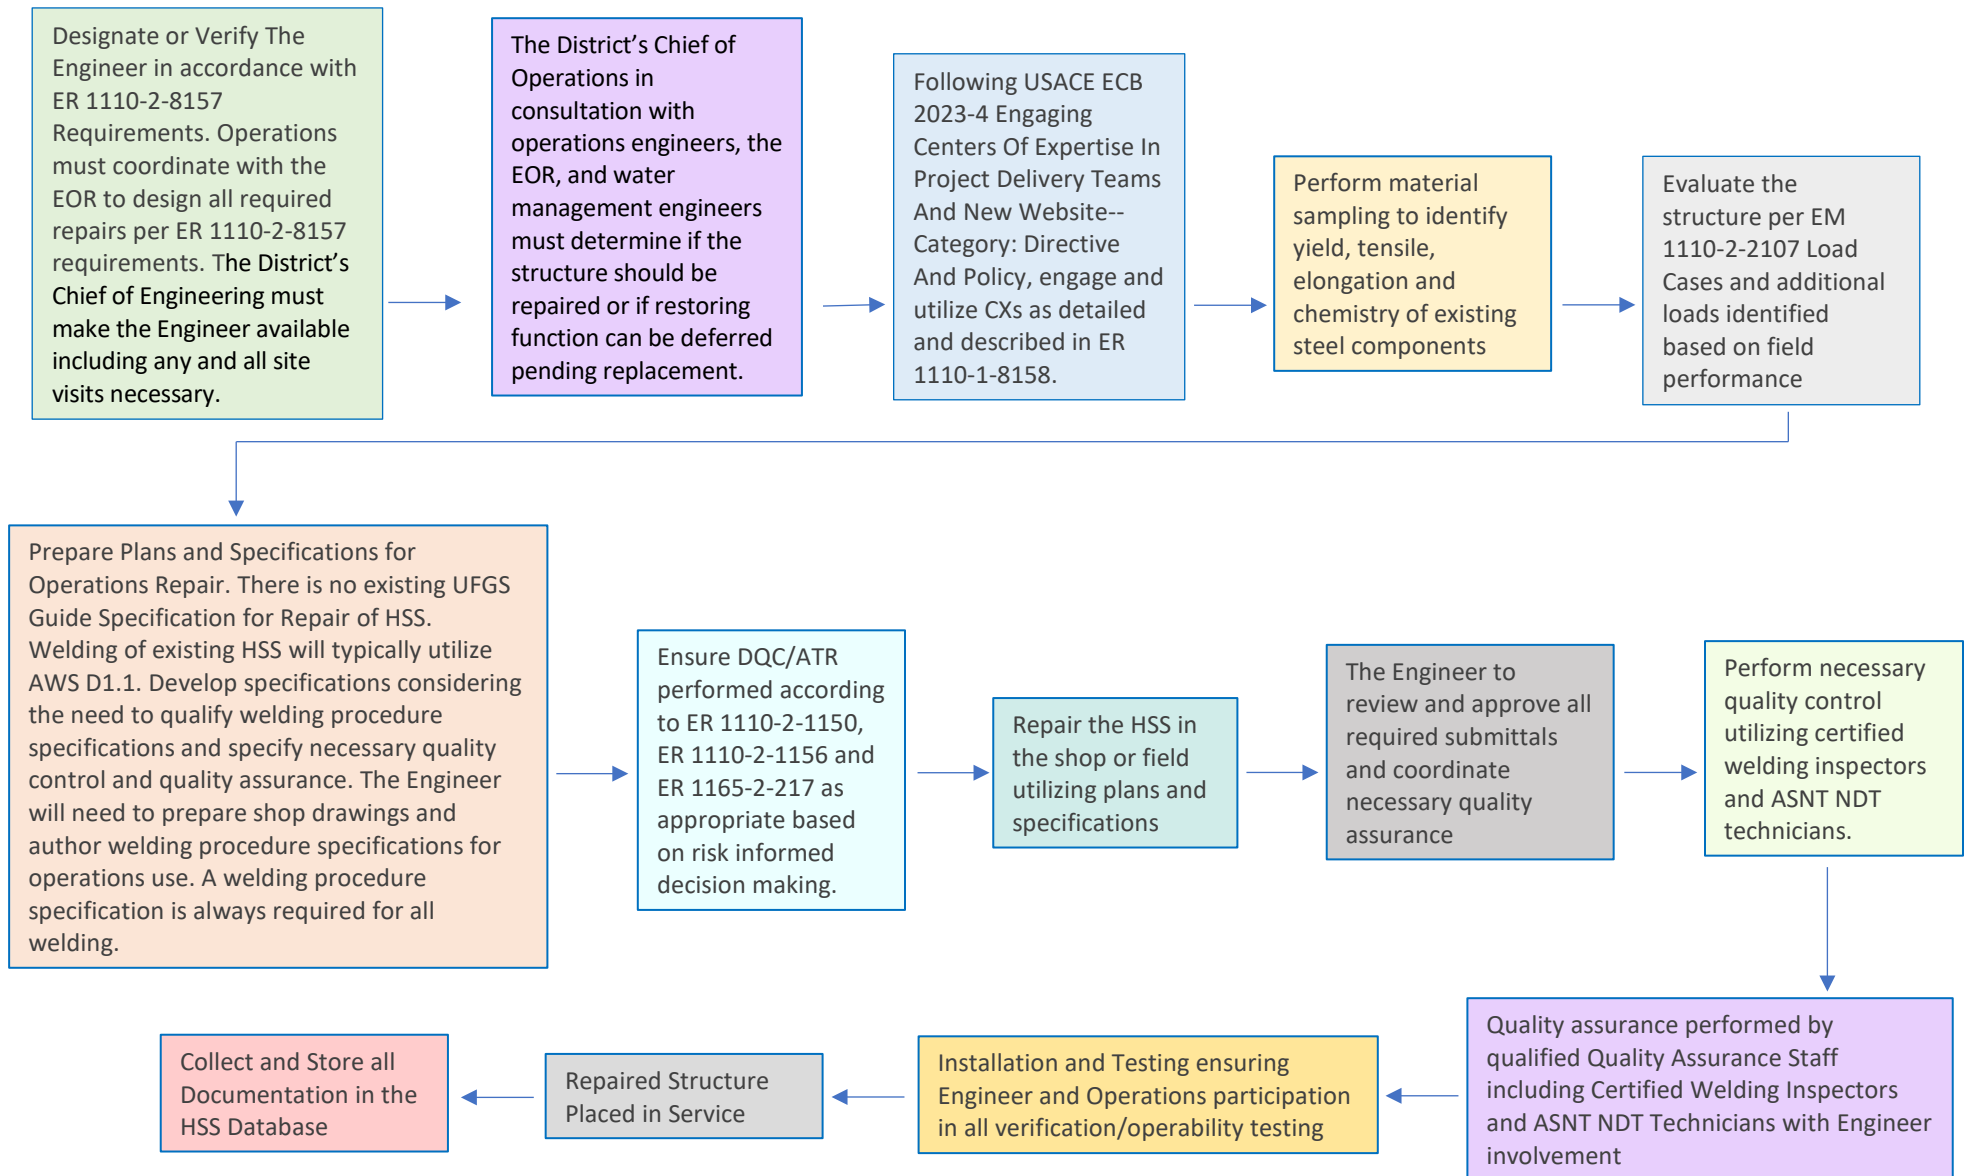 Designate or Verify The
Engineer in accordance with
ER 1110-2-8157
Requirements. Operations
must coordinate with the
EOR to design all required
repairs per ER 1110-2-8157
requirements. The District’s
Chief of Engineering must
make the Engineer available
including any and all site
visits necessary.
The District’s Chief of
Operations in
consultation with
operations engineers, the
EOR, and water
management engineers
must determine if the
structure should be
repaired or if restoring
function can be deferred
pending replacement.
Following USACE ECB
2023-4 Engaging
Centers Of Expertise In
Project Delivery Teams
And New Website--
Category: Directive
And Policy, engage and
utilize CXs as detailed
and described in ER
1110-1-8158.
Perform material
sampling to identify
yield, tensile,
elongation and
chemistry of existing
steel components
Evaluate the
structure per EM
1110-2-2107 Load
Cases and additional
loads identified
based on field
performance
Prepare Plans and Specifications for
Operations Repair. There is no existing UFGS
Guide Specification for Repair of HSS.
Welding of existing HSS will typically utilize
AWS D1.1. Develop specifications considering
the need to qualify welding procedure
specifications and specify necessary quality
control and quality assurance. The Engineer
will need to prepare shop drawings and
author welding procedure specifications for
operations use. A welding procedure
specification is always required for all
welding.
Ensure DQC/ATR
performed according
to ER 1110-2-1150,
ER 1110-2-1156 and
ER 1165-2-217 as
appropriate based
on risk informed
decision making.
Repair the HSS in
the shop or field
utilizing plans and
specifications
The Engineer to
review and approve all
required submittals
and coordinate
necessary quality
assurance
Perform necessary
quality control
utilizing certified
welding inspectors
and ASNT NDT
technicians.
Quality assurance performed by
qualified Quality Assurance Staff
including Certified Welding Inspectors
and ASNT NDT Technicians with Engineer
involvement
Installation and Testing ensuring
Engineer and Operations participation
in all verification/operability testing
Repaired Structure
Placed in Service
Collect and Store all
Documentation in the
HSS Database